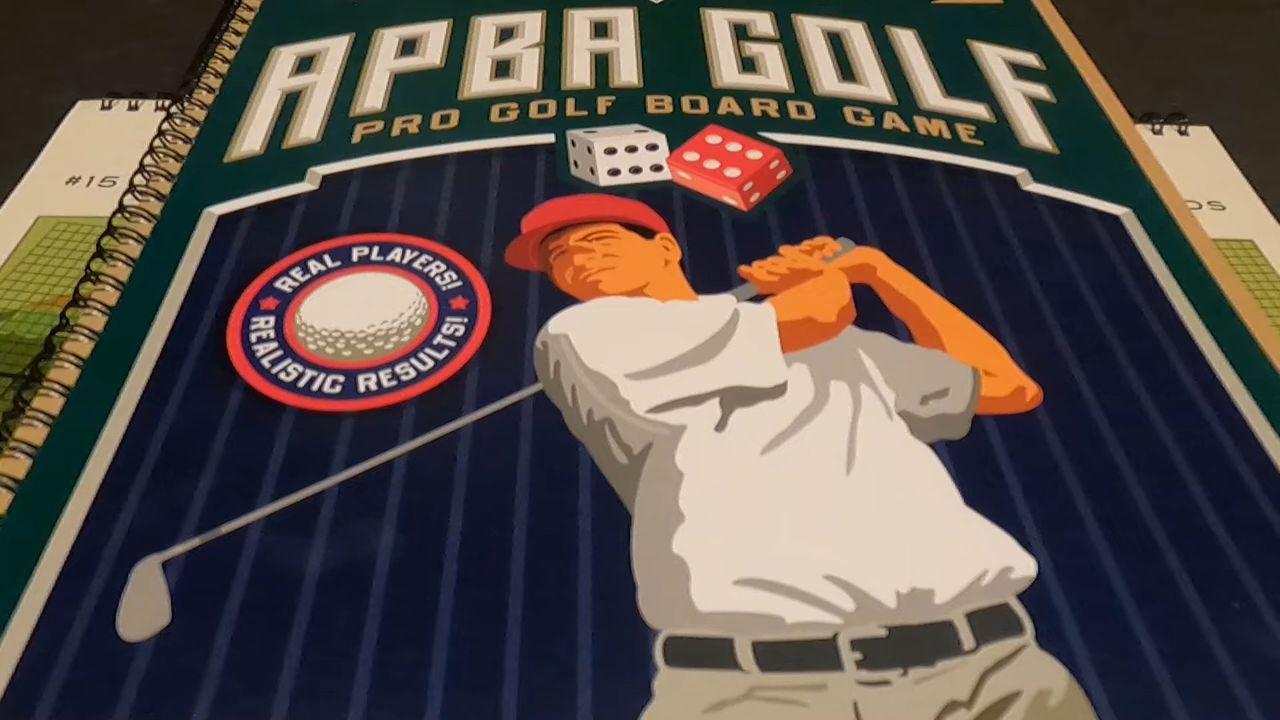 APBA GOLF
PRO GOLF BOARD GAME
#15
REAL PLAYERS!
REALISTIC RESULTS!